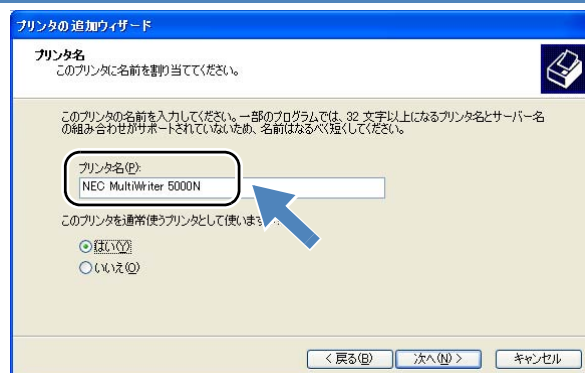 プリンタの追加ウィザード
プリンタ名
このプリンタに名前を割り当ててください。
このプリンタの名前を入力してください。一部のプログラムでは、32 文字以上になるプリンタ名とサーバー名
の組み合わせがサポートされていないため、名前はなるべく短くしてください。
プリンタ名(P):
NEC MultiWriter 5000N
このプリンタを通常使うプリンタとして使います
はい(Y)
いいえ(O)
< 戻る(B)
次へ(N) >
キャンセル